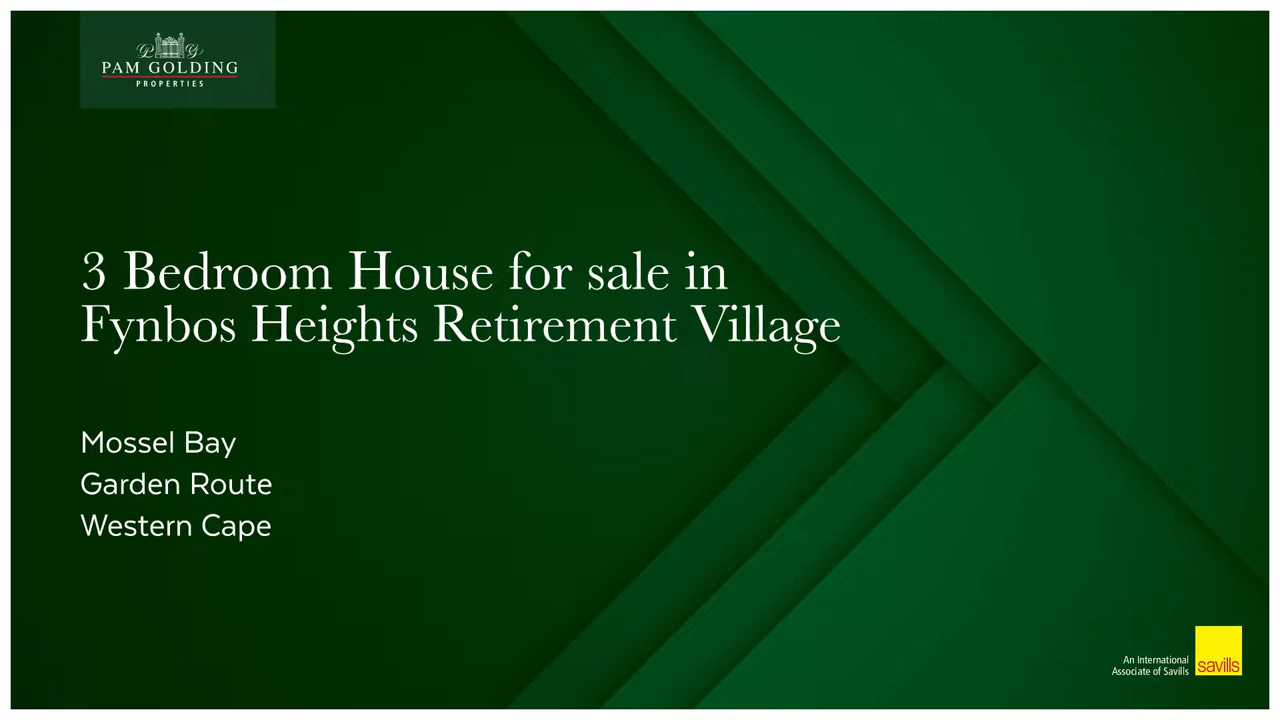 P G
PAM GOLDING
PROPERTIES
3 Bedroom House for sale in
Fynbos Heights Retirement Village
Mossel Bay
Garden Route
Western Cape
An International
Associate of Savills
savills